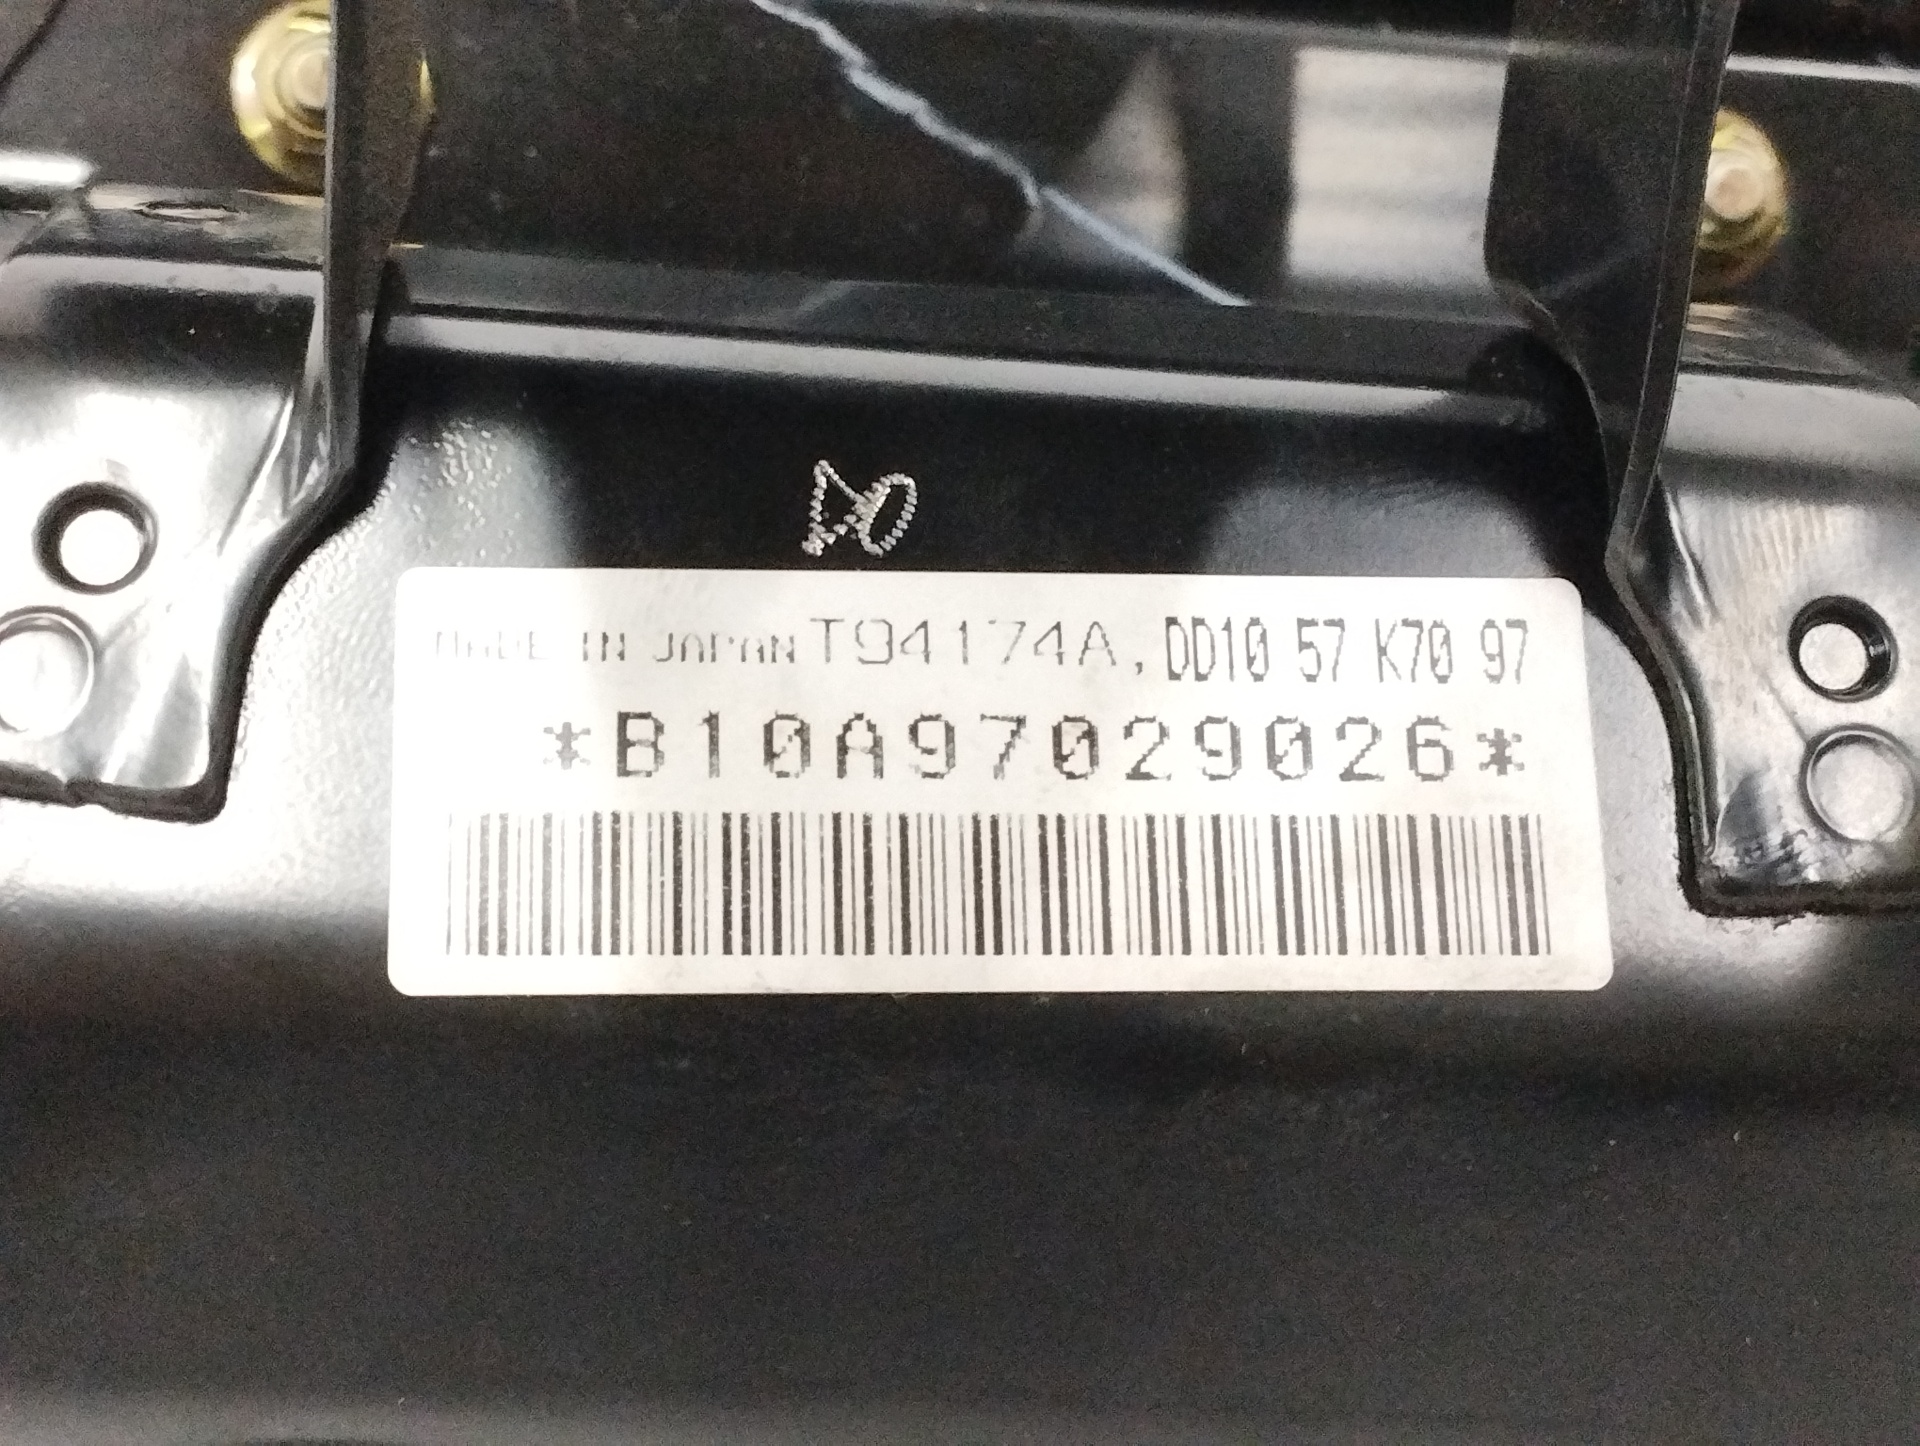 MADE IN JAPAN T94174A, DD10 57 K70 97
*B10A97029026*